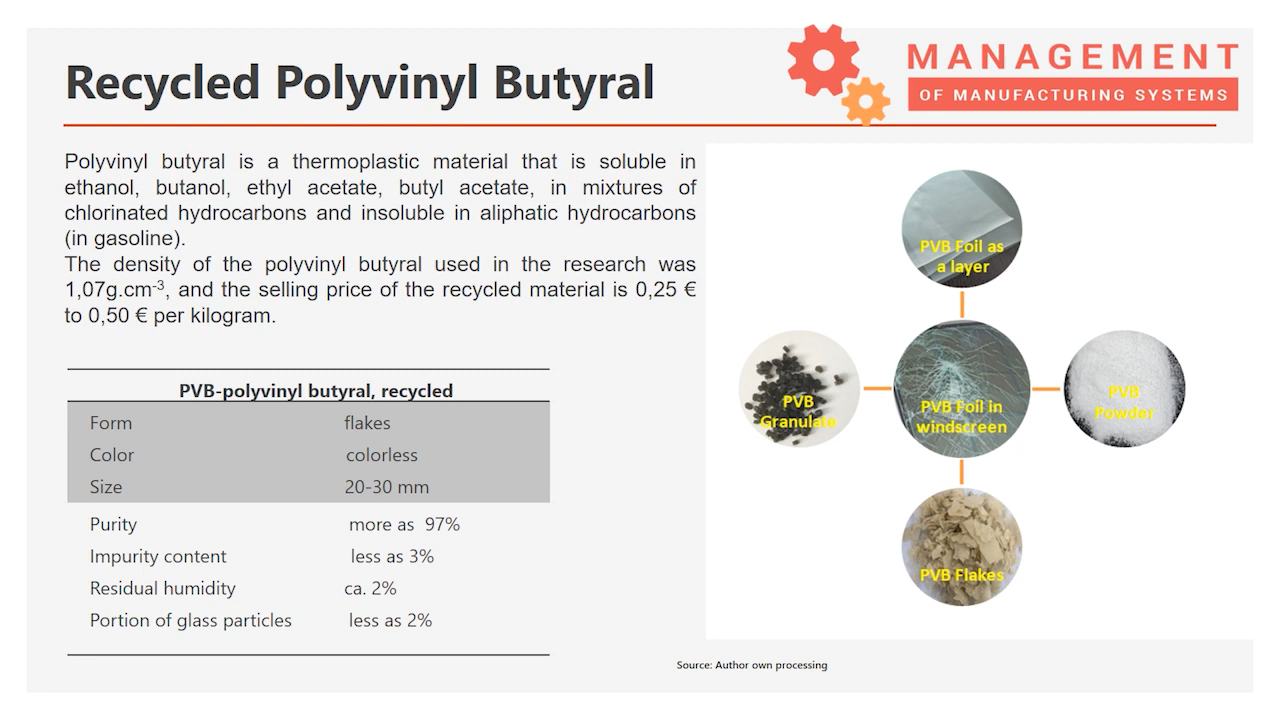 Recycled Polyvinyl Butyral
MANAGEMENT
OF MANUFACTURING SYSTEMS
Polyvinyl butyral is a thermoplastic material that is soluble in
ethanol, butanol, ethyl acetate, butyl acetate, in mixtures of
chlorinated hydrocarbons and insoluble in aliphatic hydrocarbons
(in gasoline).
The density of the polyvinyl butyral used in the research was
1,07g.cm-3, and the selling price of the recycled material is 0,25 €
to 0,50 € per kilogram.
PVB-polyvinyl butyral, recycled
Form flakes
Color colorless
Size 20-30 mm
Purity more as 97%
Impurity content less as 3%
Residual humidity ca. 2%
Portion of glass particles less as 2%
PVB Foil as
a layer
PVB
Granulate
PVB Foil in
windscreen
PVB
Powder
PVB Flakes
Source: Author own processing